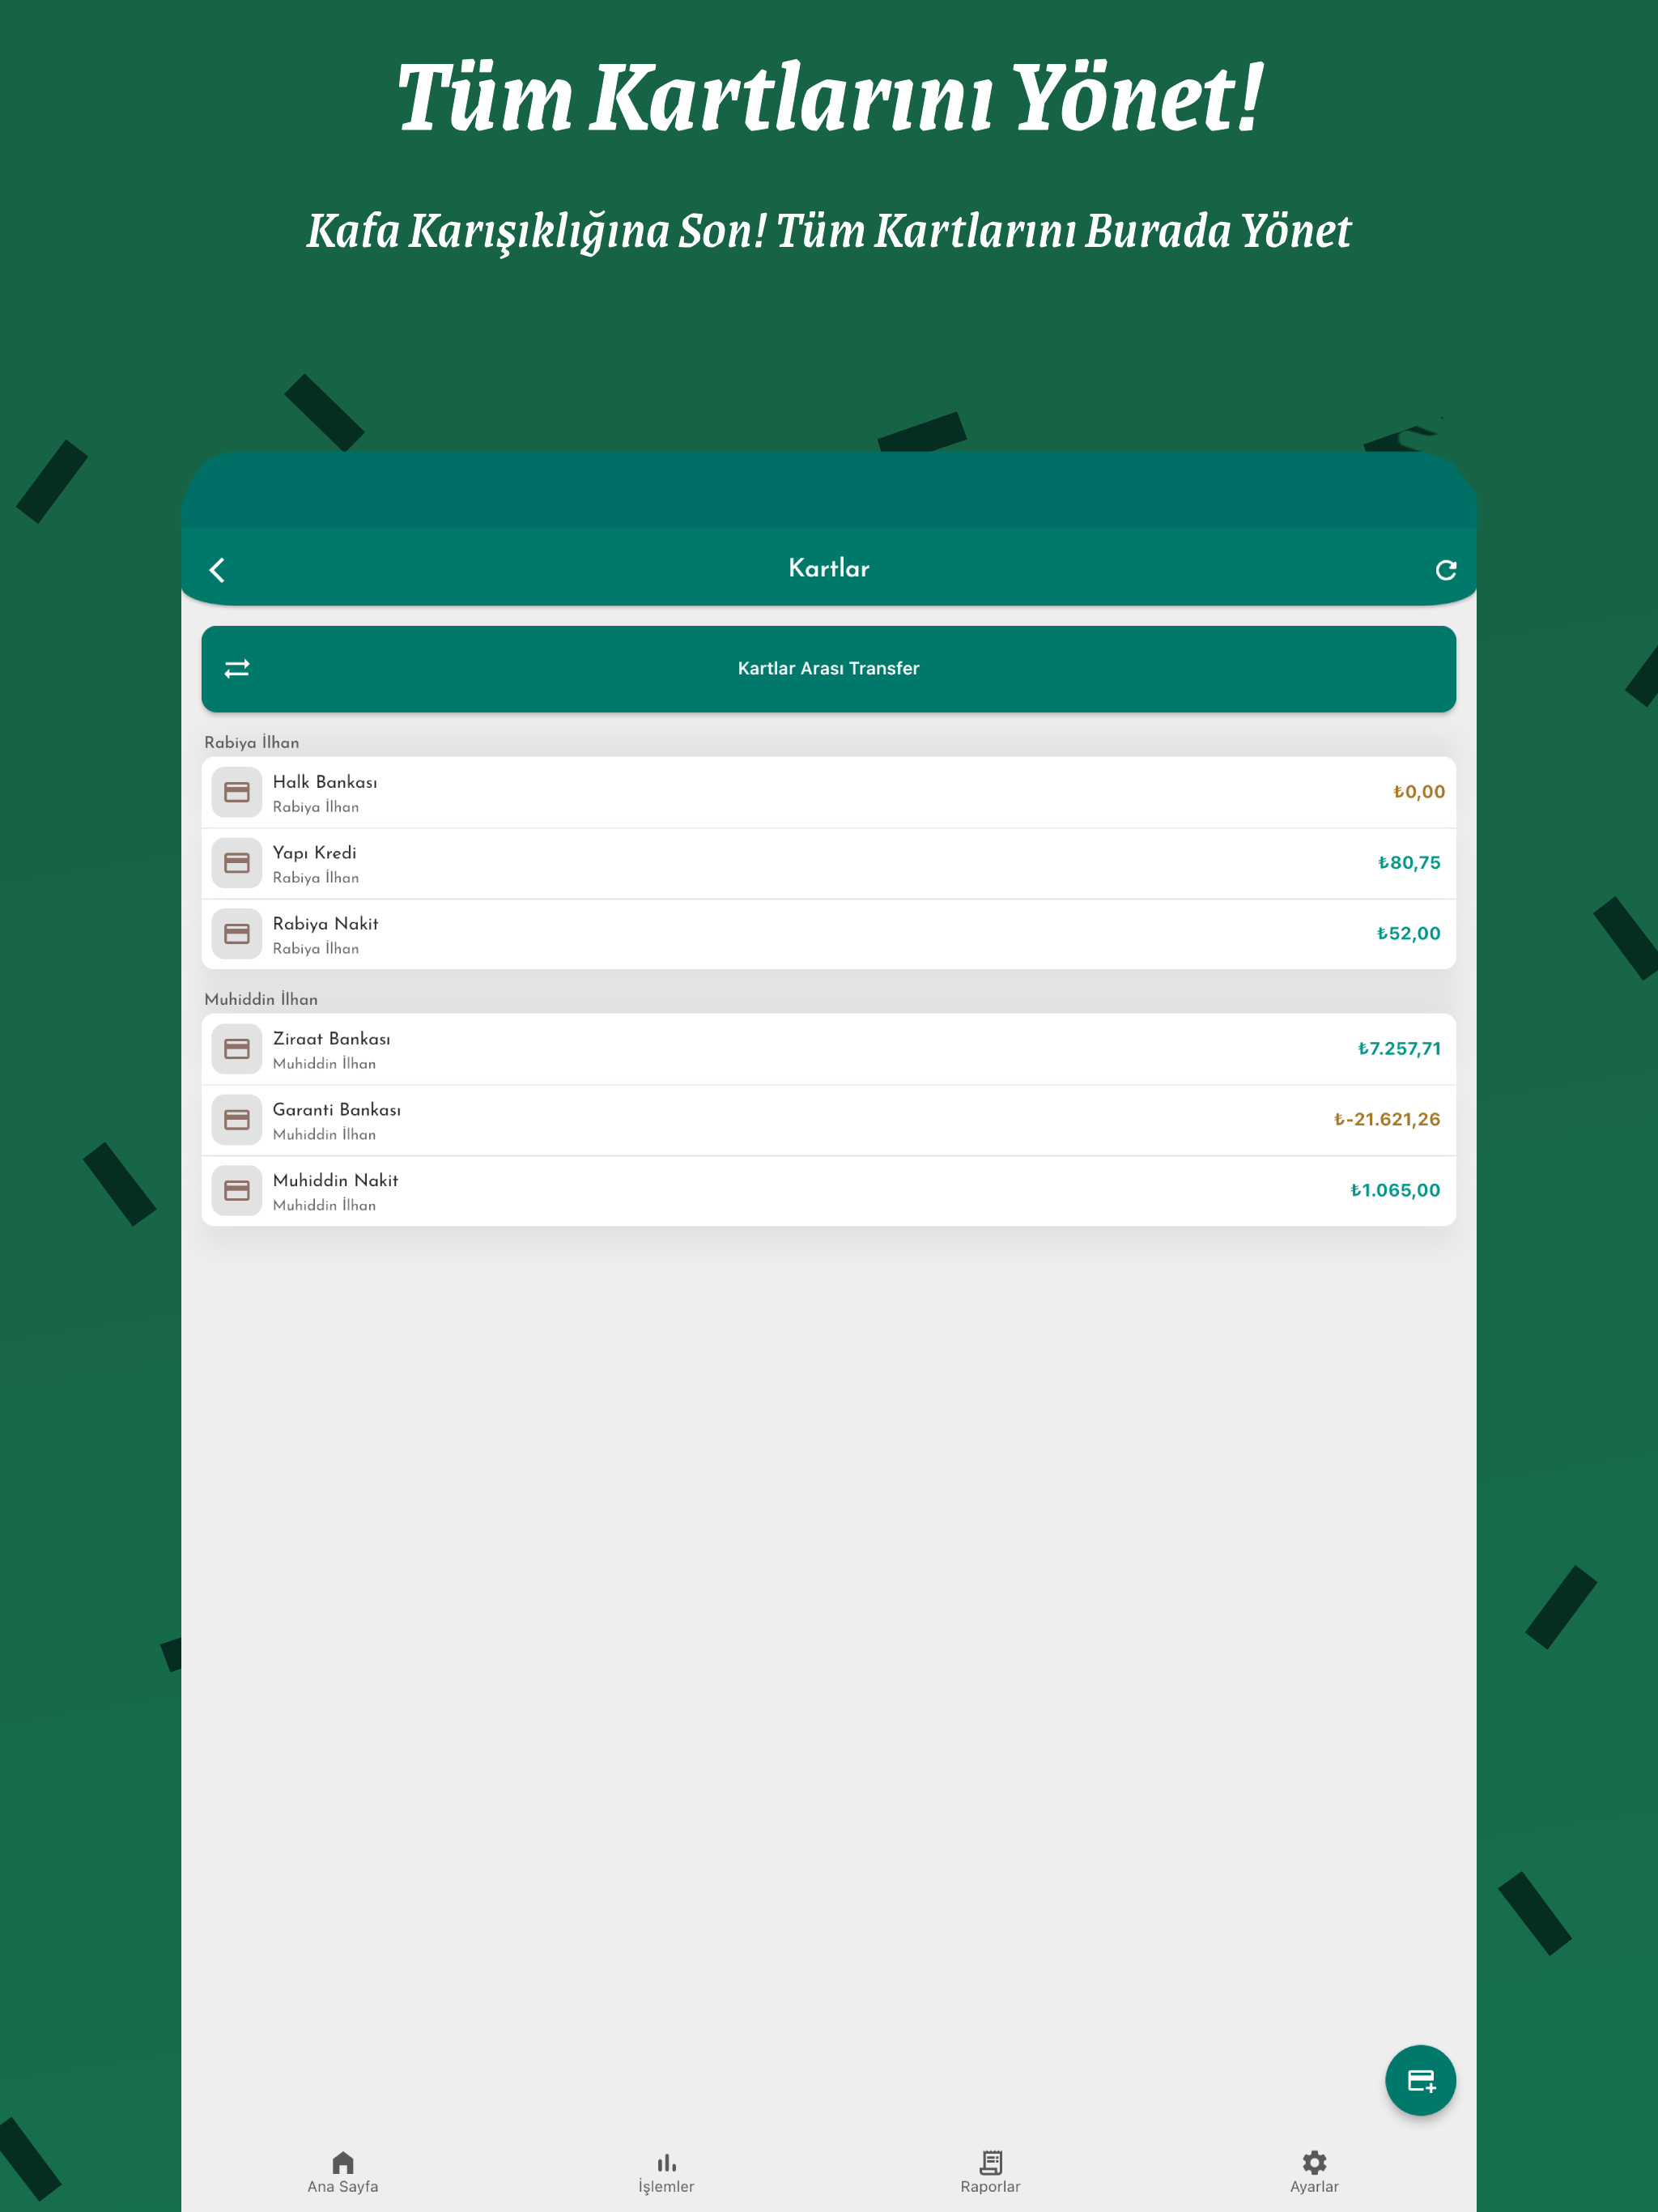 Tüm Kartlarını Yönet!
Kafa Karışıklığına Son! Tüm Kartlarını Burada Yönet
Kartlar
Kartlar Arası Transfer
Rabiya İlhan
Halk Bankası
Rabiya İlhan
₺0,00
Yapı Kredi
Rabiya İlhan
₺80,75
Rabiya Nakit
Rabiya İlhan
₺52,00
Muhiddin İlhan
Ziraat Bankası
Muhiddin İlhan
₺7.257,71
Garanti Bankası
Muhiddin İlhan
₺-21.621,26
Muhiddin Nakit
Muhiddin İlhan
₺1.065,00
Ana Sayfa
İşlemler
Raporlar
Ayarlar